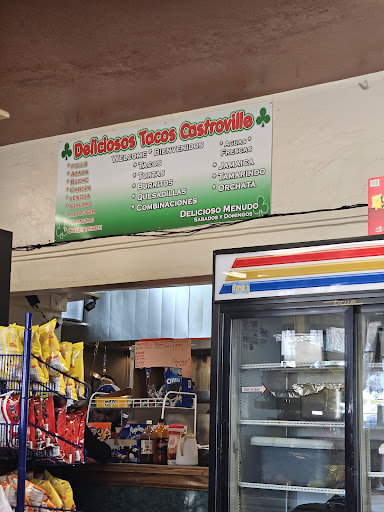 Deliciosos Tacos Castroville
Welcome * Bienvenidos
* Asada
* Buche
* Cabeza
* Lengua
* Tacos
* Tortas
* Burritos
* Quesadillas
* Combinaciones
* Aguas
Frescas
* Jamaica
* Tamarindo
* Orchata
Delicioso Menudo
Sabados y Domingos
OREO